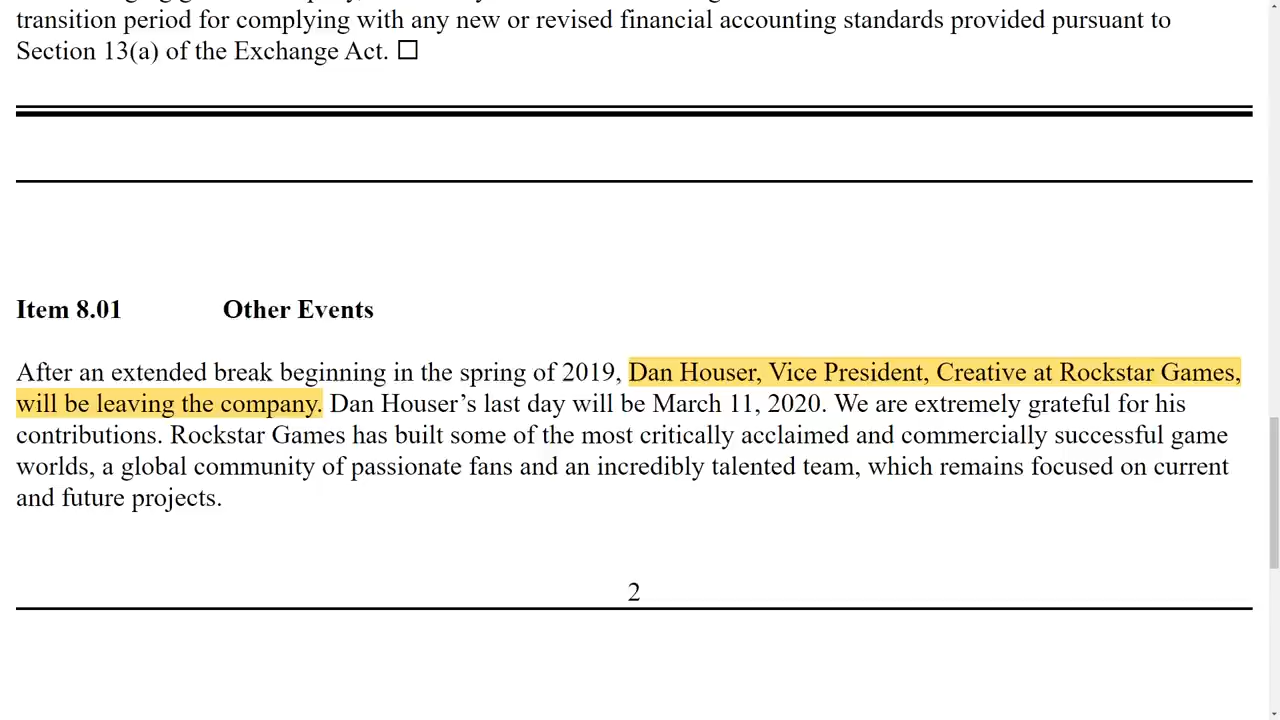 transition period for complying with any new or revised financial accounting standards provided pursuant to
Section 13(a) of the Exchange Act. ☐
Item 8.01 Other Events
After an extended break beginning in the spring of 2019, Dan Houser, Vice President, Creative at Rockstar Games,
will be leaving the company. Dan Houser’s last day will be March 11, 2020. We are extremely grateful for his
contributions. Rockstar Games has built some of the most critically acclaimed and commercially successful game
worlds, a global community of passionate fans and an incredibly talented team, which remains focused on current
and future projects.
2